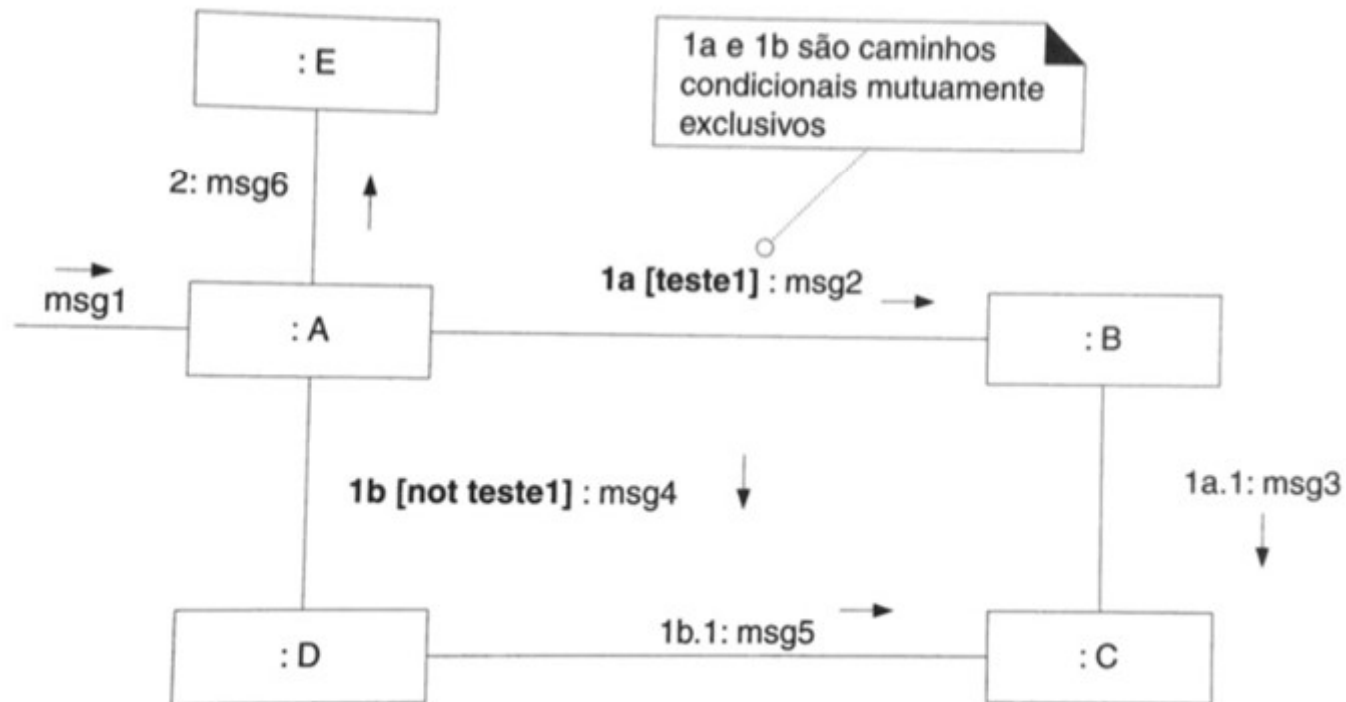 : E
1a e 1b são caminhos
condicionais mutuamente
exclusivos
2: msg6
msg1
1a [teste1] : msg2
: A
: B
1b [not teste1] : msg4
1a.1: msg3
1b.1: msg5
: D
: C